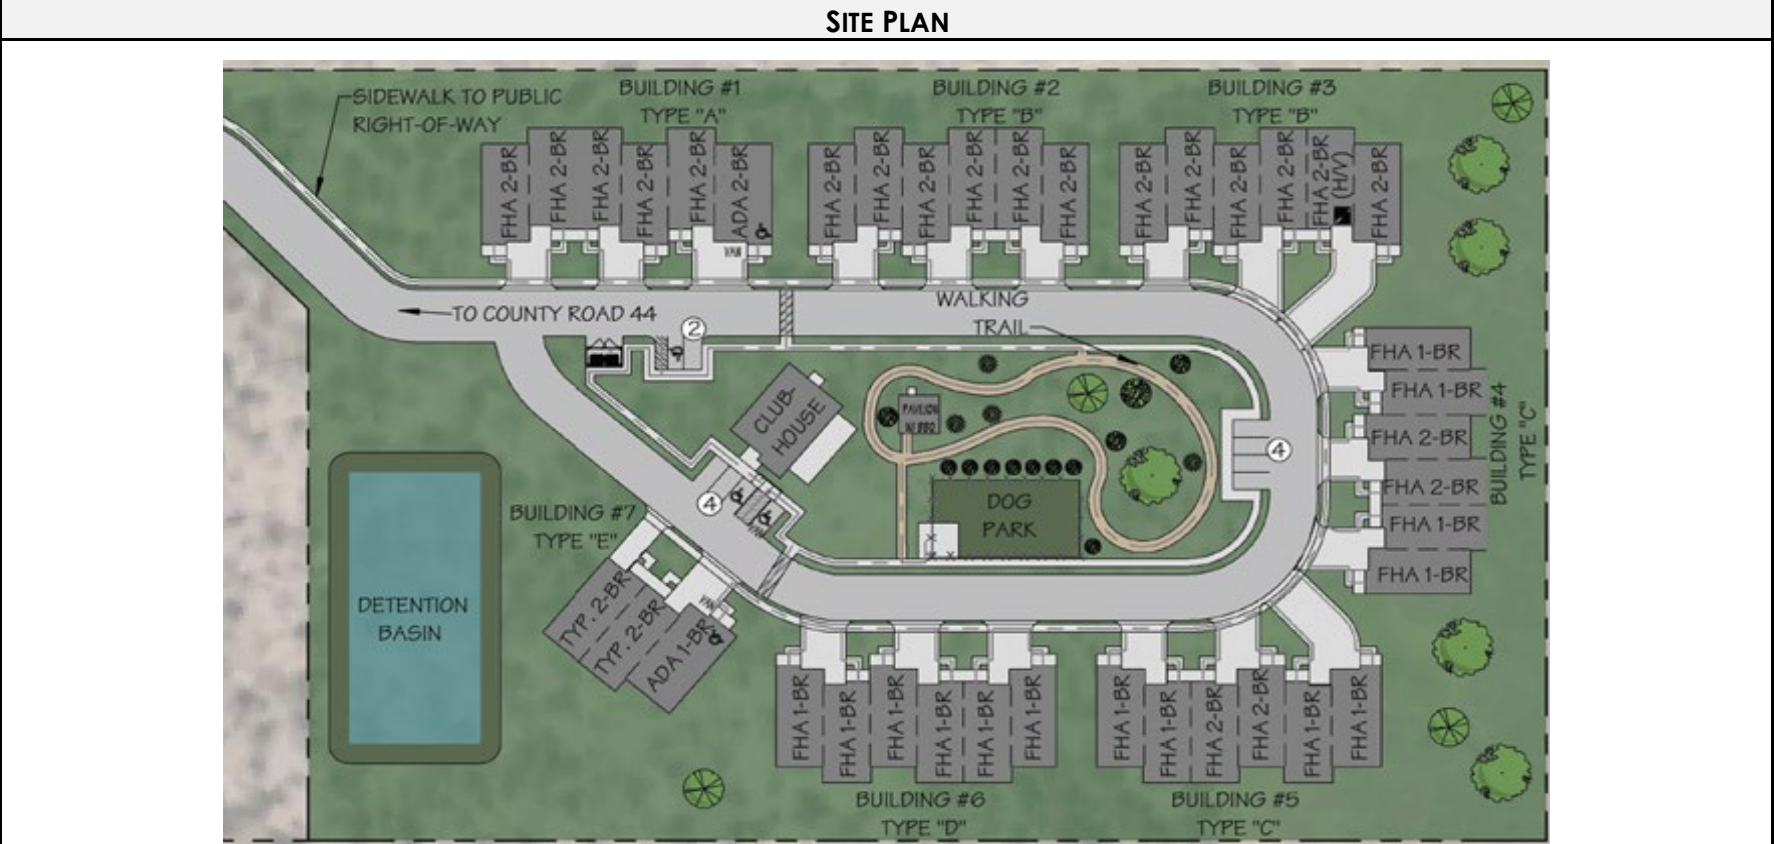 SITE PLAN
SIDEWALK TO PUBLIC
RIGHT-OF-WAY
BUILDING #1
TYPE "A"
BUILDING #2
TYPE "B"
BUILDING #3
TYPE "B"
FHA 2-BR
FHA 2-BR
FHA 2-BR
FHA 2-BR
FHA 2-BR
ADA 2-BR
VAN
FHA 2-BR
FHA 2-BR
FHA 2-BR
FHA 2-BR
FHA 2-BR
FHA 2-BR
FHA 2-BR
FHA 2-BR
FHA 2-BR
FHA 2-BR
FHA 2-BR
(H/V)
FHA 2-BR
TO COUNTY ROAD 44
2
WALKING
TRAIL
CLUB-
HOUSE
PAVILION
W/ BBQ
DOG
PARK
4
4
FHA 1-BR
FHA 1-BR
FHA 2-BR
FHA 2-BR
FHA 1-BR
FHA 1-BR
BUILDING #4
TYPE "C"
BUILDING #7
TYPE "E"
VAN
TYP. 2-BR
TYP. 2-BR
VAN
ADA 1-BR
DETENTION
BASIN
FHA 1-BR
FHA 1-BR
FHA 1-BR
FHA 1-BR
FHA 1-BR
FHA 1-BR
FHA 1-BR
FHA 1-BR
FHA 2-BR
FHA 2-BR
FHA 1-BR
FHA 1-BR
BUILDING #6
TYPE "D"
BUILDING #5
TYPE "C"